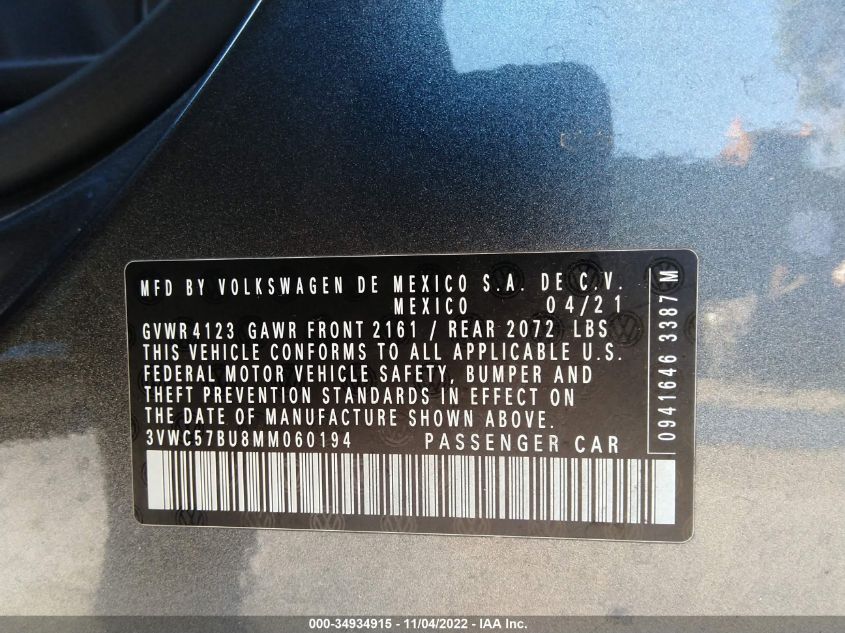 MFD BY VOLKSWAGEN DE MEXICO S.A. DE C.V.
MEXICO 04/21
GVWR4123 GAWR FRONT 2161 / REAR 2072 LBS
THIS VEHICLE CONFORMS TO ALL APPLICABLE U.S.
FEDERAL MOTOR VEHICLE SAFETY, BUMPER AND
THEFT PREVENTION STANDARDS IN EFFECT ON
THE DATE OF MANUFACTURE SHOWN ABOVE.
3VWC57BU8MM060194 PASSENGER CAR
0941646 3387 M
000-34934915 - 11/04/2022 - IAA Inc.